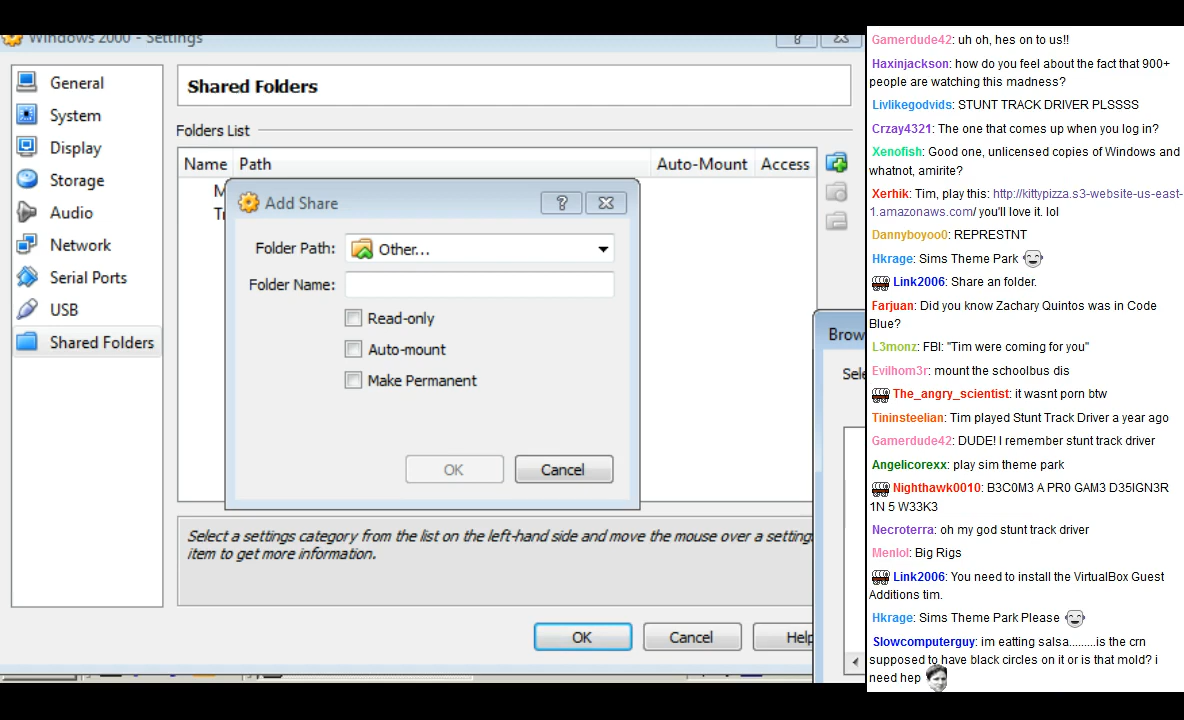 Windows 2000 - Settings
General
System
Display
Storage
Audio
Network
Serial Ports
USB
Shared Folders
Shared Folders
Folders List
Name Path Auto-Mount Access
M
Tr
Add Share
Folder Path: Other...
Folder Name:
Read-only
Auto-mount
Make Permanent
OK Cancel
Select a settings category from the list on the left-hand side and move the mouse over a setting
item to get more information.
OK Cancel Help
Brow
Sele
Gamerdude42: uh oh, hes on to us!!
Haxinjackson: how do you feel about the fact that 900+
people are watching this madness?
Livlikegodvids: STUNT TRACK DRIVER PLSSSS
Crzay4321: The one that comes up when you log in?
Xenofish: Good one, unlicensed copies of Windows and
whatnot, amirite?
Xerhik: Tim, play this: http://kittypizza.s3-website-us-east-
1.amazonaws.com/ you'll love it. lol
Dannyboyoo0: REPRESTNT
Hkrage: Sims Theme Park
Link2006: Share an folder.
Farjuan: Did you know Zachary Quintos was in Code
Blue?
L3monz: FBI: "Tim were coming for you"
Evilhom3r: mount the schoolbus dis
The_angry_scientist: it wasnt porn btw
Tininsteelian: Tim played Stunt Track Driver a year ago
Gamerdude42: DUDE! I remember stunt track driver
Angelicorexx: play sim theme park
Nighthawk0010: B3C0M3 A PR0 GAM3 D35IGN3R
1N 5 W33K3
Necroterra: oh my god stunt track driver
Menlol: Big Rigs
Link2006: You need to install the VirtualBox Guest
Additions tim.
Hkrage: Sims Theme Park Please
Slowcomputerguy: im eatting salsa.........is the crn
supposed to have black circles on it or is that mold? i
need hep